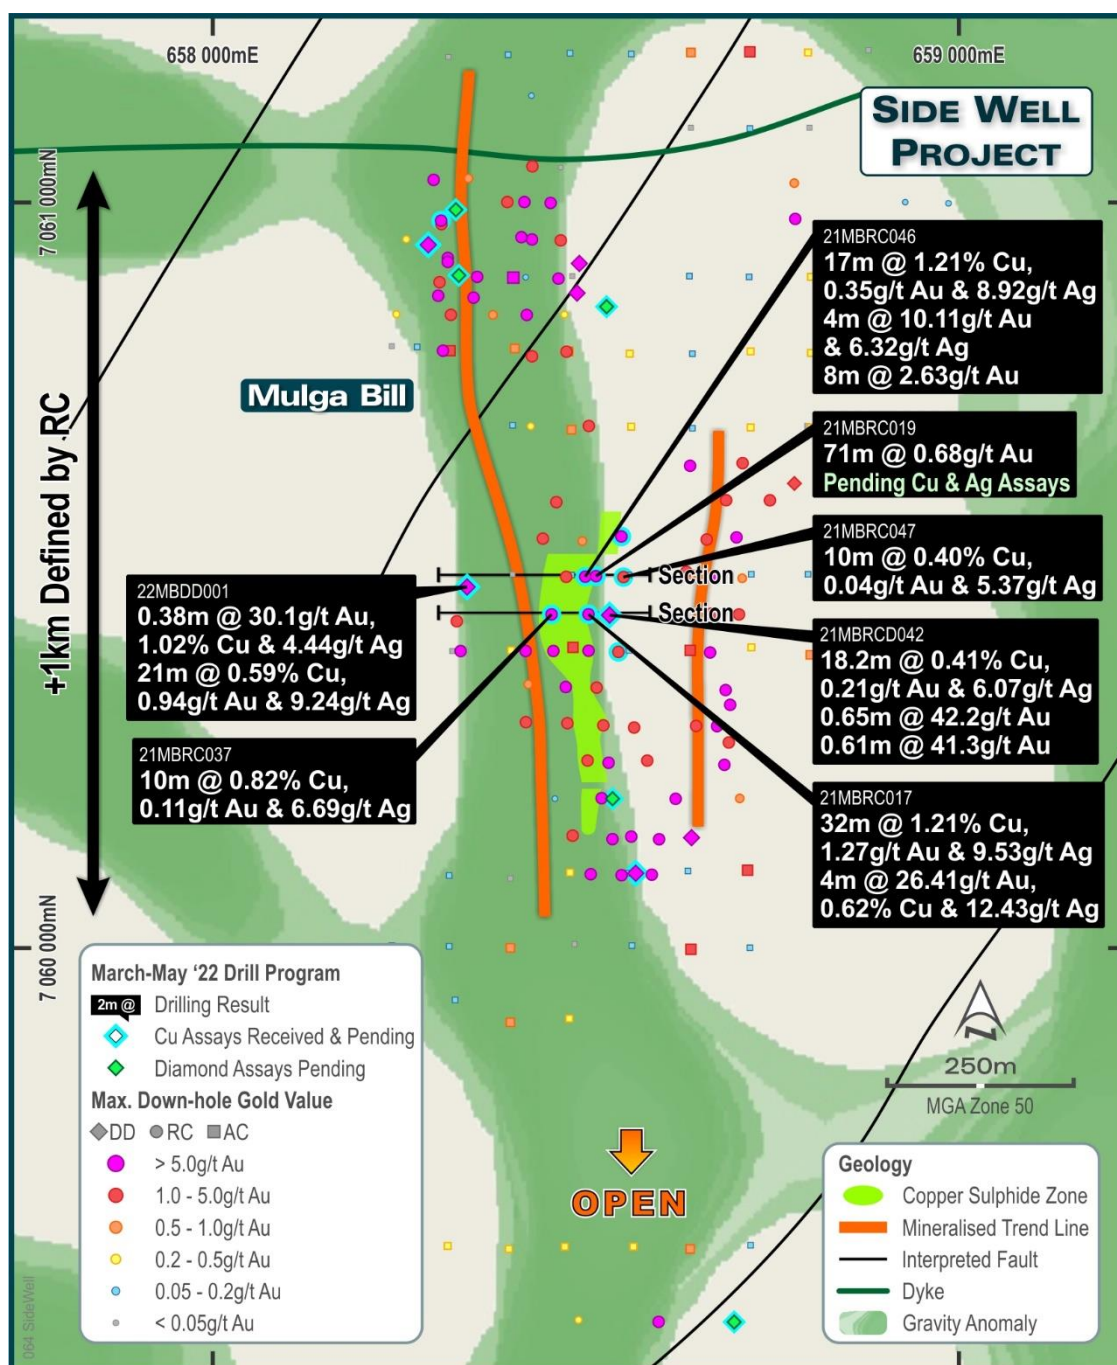 658 000mE
659 000mE
SIDE WELL
PROJECT
7 061 000mN
21MBRC046
17m @ 1.21% Cu,
0.35g/t Au & 8.92g/t Ag
4m @ 10.11g/t Au
& 6.32g/t Ag
8m @ 2.63g/t Au
Mulga Bill
+1km Defined by RC
21MBRC019
71m @ 0.68g/t Au
Pending Cu & Ag Assays
21MBRC047
10m @ 0.40% Cu,
0.04g/t Au & 5.37g/t Ag
Section
Section
22MBDD001
0.38m @ 30.1g/t Au,
1.02% Cu & 4.44g/t Ag
21m @ 0.59% Cu,
0.94g/t Au & 9.24g/t Ag
21MBRCD042
18.2m @ 0.41% Cu,
0.21g/t Au & 6.07g/t Ag
0.65m @ 42.2g/t Au
0.61m @ 41.3g/t Au
21MBRC037
10m @ 0.82% Cu,
0.11g/t Au & 6.69g/t Ag
21MBRC017
32m @ 1.21% Cu,
1.27g/t Au & 9.53g/t Ag
4m @ 26.41g/t Au,
0.62% Cu & 12.43g/t Ag
7 060 000mN
March-May ‘22 Drill Program
2m @ Drilling Result
Cu Assays Received & Pending
Diamond Assays Pending
Max. Down-hole Gold Value
DD RC AC
> 5.0g/t Au
1.0 - 5.0g/t Au
0.5 - 1.0g/t Au
0.2 - 0.5g/t Au
0.05 - 0.2g/t Au
< 0.05g/t Au
N
250m
MGA Zone 50
OPEN
Geology
Copper Sulphide Zone
Mineralised Trend Line
Interpreted Fault
Dyke
Gravity Anomaly
064 SideWell